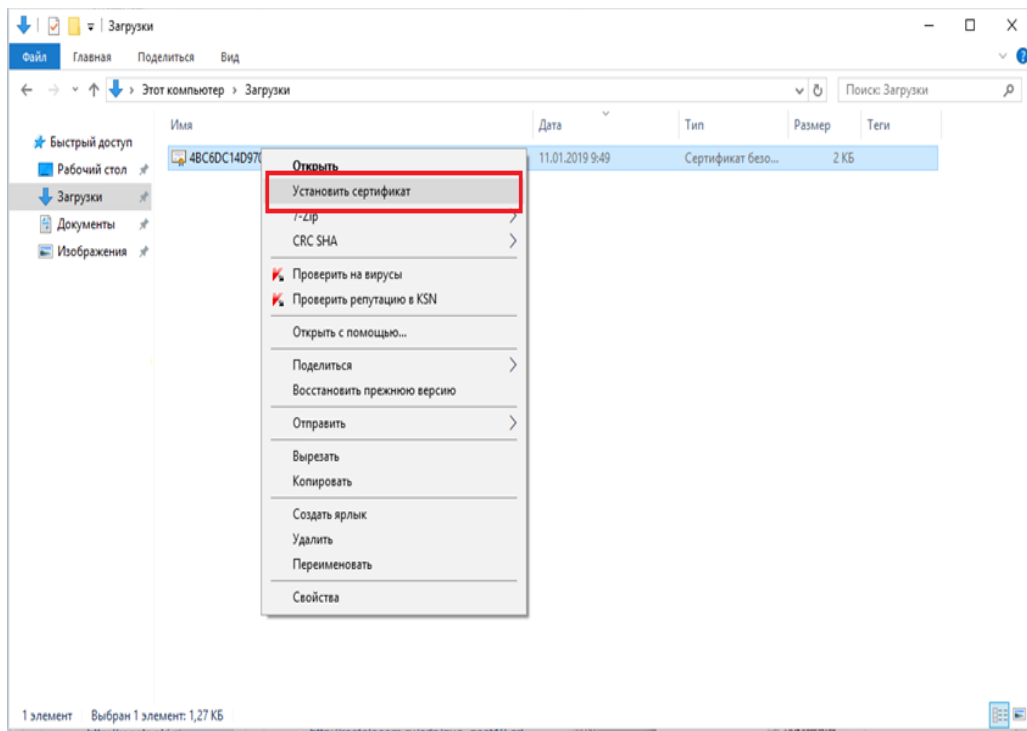 Загрузки
Файл Главная Поделиться Вид
Этот компьютер › Загрузки Поиск: Загрузки
Имя Дата Тип Размер Теги
Быстрый доступ
Рабочий стол
Загрузки
Документы
Изображения
4BC6DC14D970 11.01.2019 9:49 Сертификат безо... 2 КБ
Открыть
Установить сертификат
7-Zip
CRC SHA
Проверить на вирусы
Проверить репутацию в KSN
Открыть с помощью...
Поделиться
Восстановить прежнюю версию
Отправить
Вырезать
Копировать
Создать ярлык
Удалить
Переименовать
Свойства
1 элемент Выбран 1 элемент: 1,27 КБ